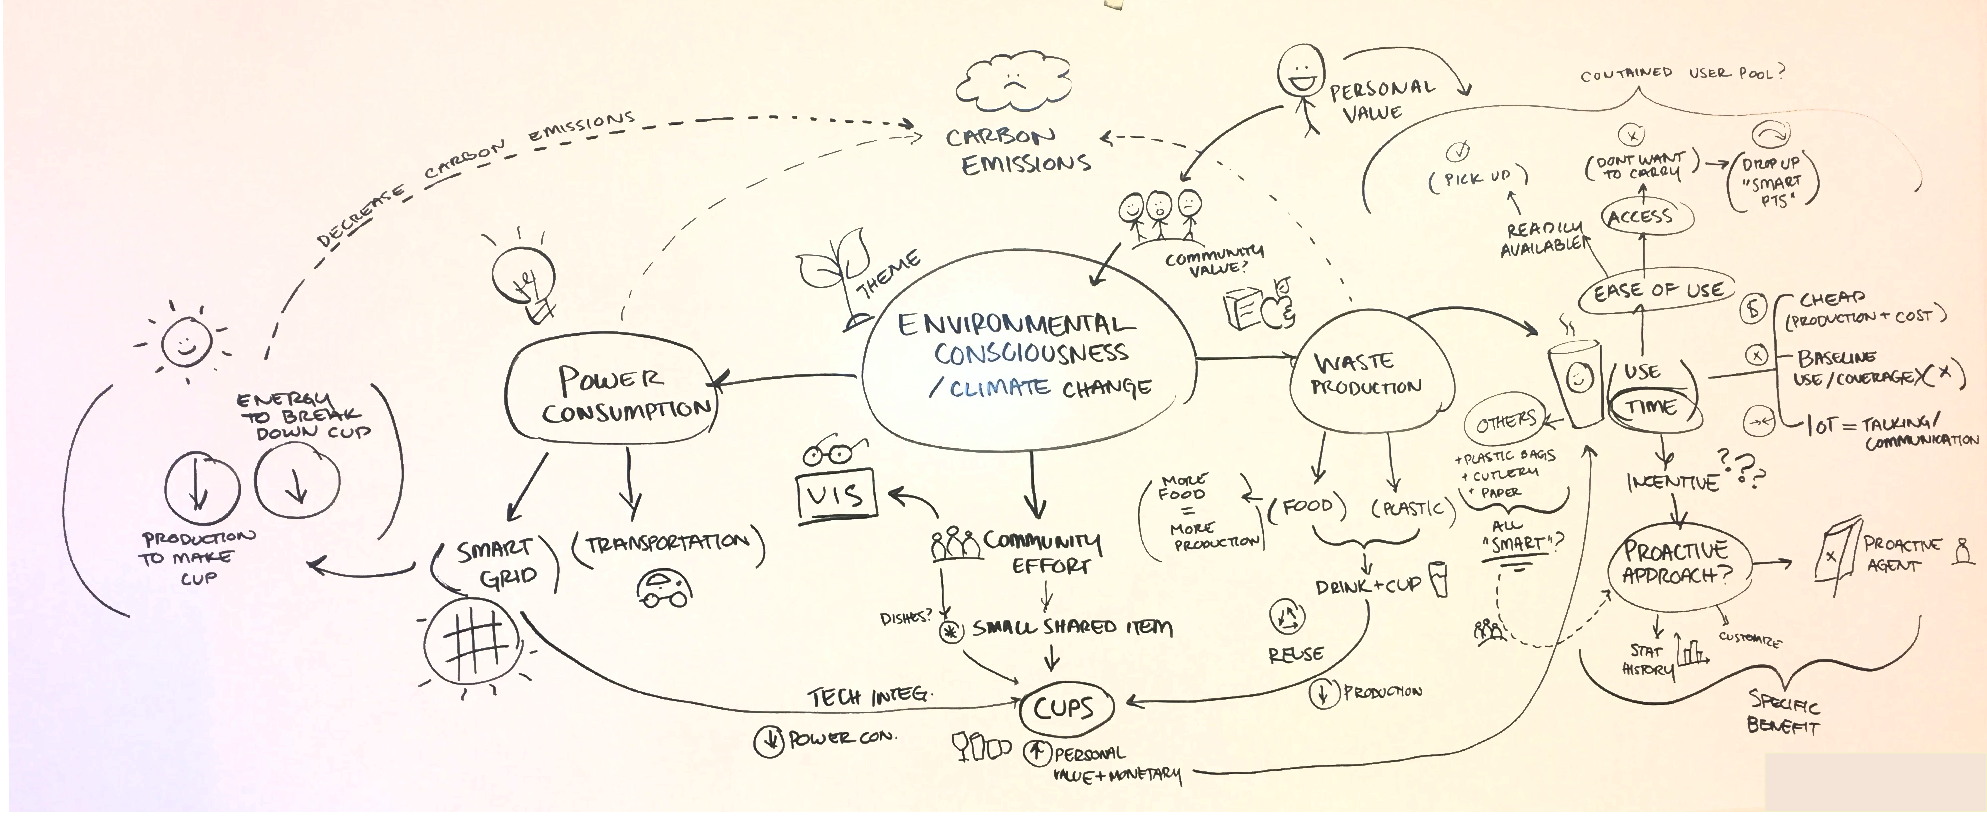 CONTAINED USER POOL?
PERSONAL
VALUE
DECREASE CARBON EMISSIONS
CARBON
EMISSIONS
(PICK UP)
(DONT WANT
TO CARRY)
(DROP UP
"SMART
PTS")
ACCESS
READILY
AVAILABLE
COMMUNITY
VALUE?
THEME
EASE OF USE
ENVIRONMENTAL
CONSCIOUSNESS
/CLIMATE CHANGE
WASTE
PRODUCTION
POWER
CONSUMPTION
$
CHEAP
(PRODUCTION + COST)
BASELINE
USE/COVERAGE (X)
IOT = TALKING/
COMMUNICATION
USE
TIME
ENERGY
TO BREAK
DOWN CUP
PRODUCTION
TO MAKE
CUP
OTHERS
+PLASTIC BAGS
+ CUTLERY
+ PAPER
ALL
"SMART"?
INCENTIVE ???
VIS
(SMART
GRID)
(TRANSPORTATION)
COMMUNITY
EFFORT
MORE
FOOD
=
MORE
PRODUCTION
(FOOD)
(PLASTIC)
DRINK + CUP
PROACTIVE
APPROACH?
PROACTIVE
AGENT
DISHES?
* SMALL SHARED ITEM
REUSE
PRODUCTION
STAT
HISTORY
CUSTOMIZE
SPECIFIC
BENEFIT
TECH INTEG.
POWER CON.
CUPS
PERSONAL
VALUE + MONETARY